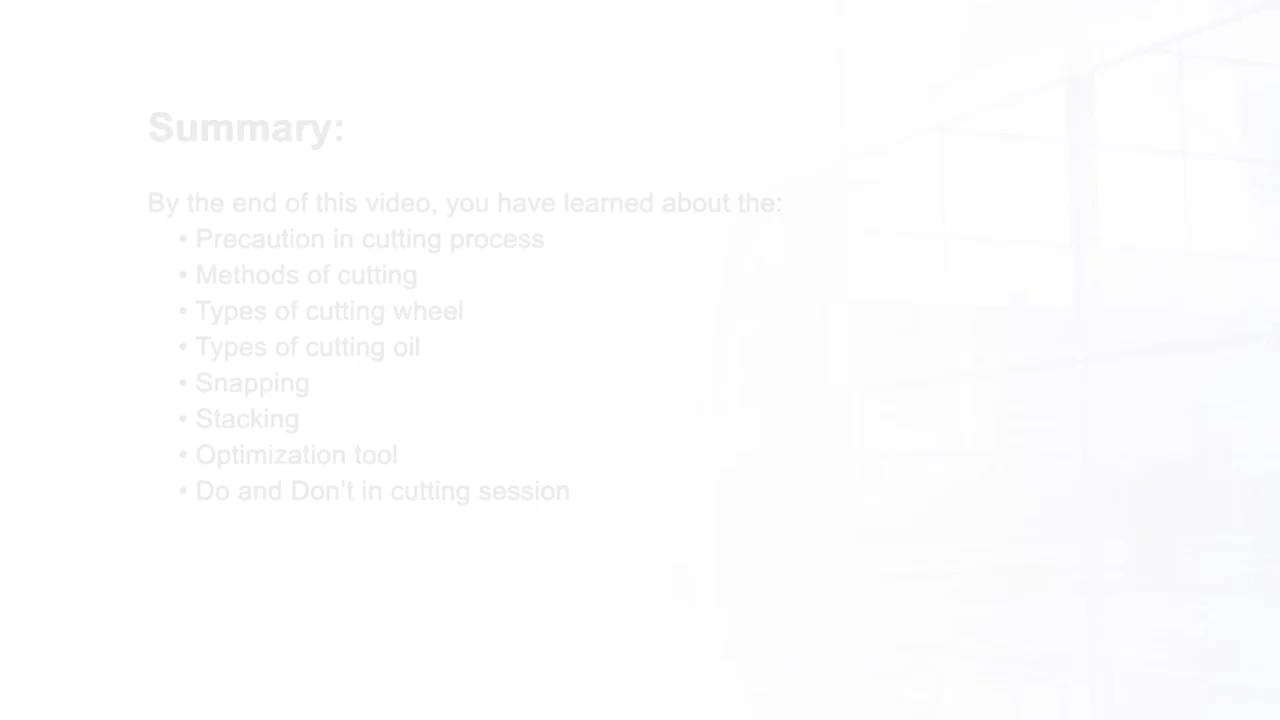 Summary:
By the end of this video, you have learned about the:
• Precaution in cutting process
• Methods of cutting
• Types of cutting wheel
• Types of cutting oil
• Snapping
• Stacking
• Optimization tool
• Do and Don't in cutting session